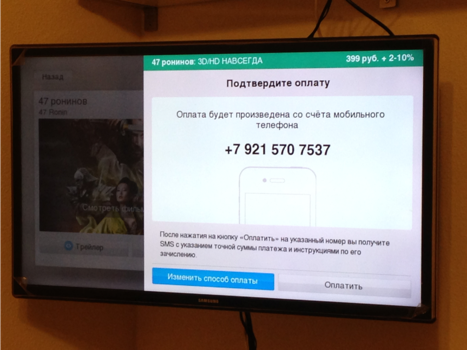 47 ронинов: 3D/HD НАВСЕГДА 399 руб. + 2-10%
Назад
Подтвердите оплату
47 ронинов
47 Ronin
Оплата будет произведена со счёта мобильного
телефона
+7 921 570 7537
Смотреть фильм
После нажатия на кнопку «Оплатить» на указанный номер вы получите
SMS с указанием точной суммы платежа и инструкциями по его
зачислению.
Трейлер
Изменить способ оплаты
Оплатить
SAMSUNG